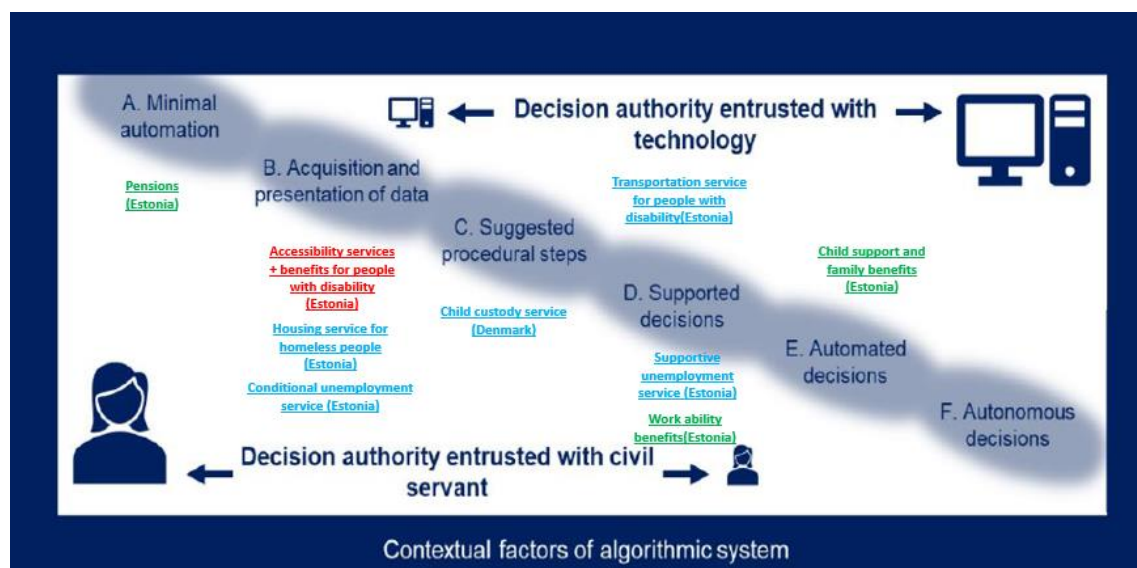 A. Minimal
automation
Decision authority entrusted with
technology
B. Acquisition and
presentation of data
Pensions
(Estonia)
Transportation service
for people with
disability(Estonia)
C. Suggested
procedural steps
Accessibility services
+ benefits for people
with disability
(Estonia)
Child support and
family benefits
(Estonia)
D. Supported
decisions
Child custody service
(Denmark)
Housing service for
homeless people
(Estonia)
E. Automated
decisions
Supportive
unemployment
service (Estonia)
Conditional unemployment
service (Estonia)
F. Autonomous
decisions
Work ability
benefits(Estonia)
Decision authority entrusted with civil
servant
Contextual factors of algorithmic system